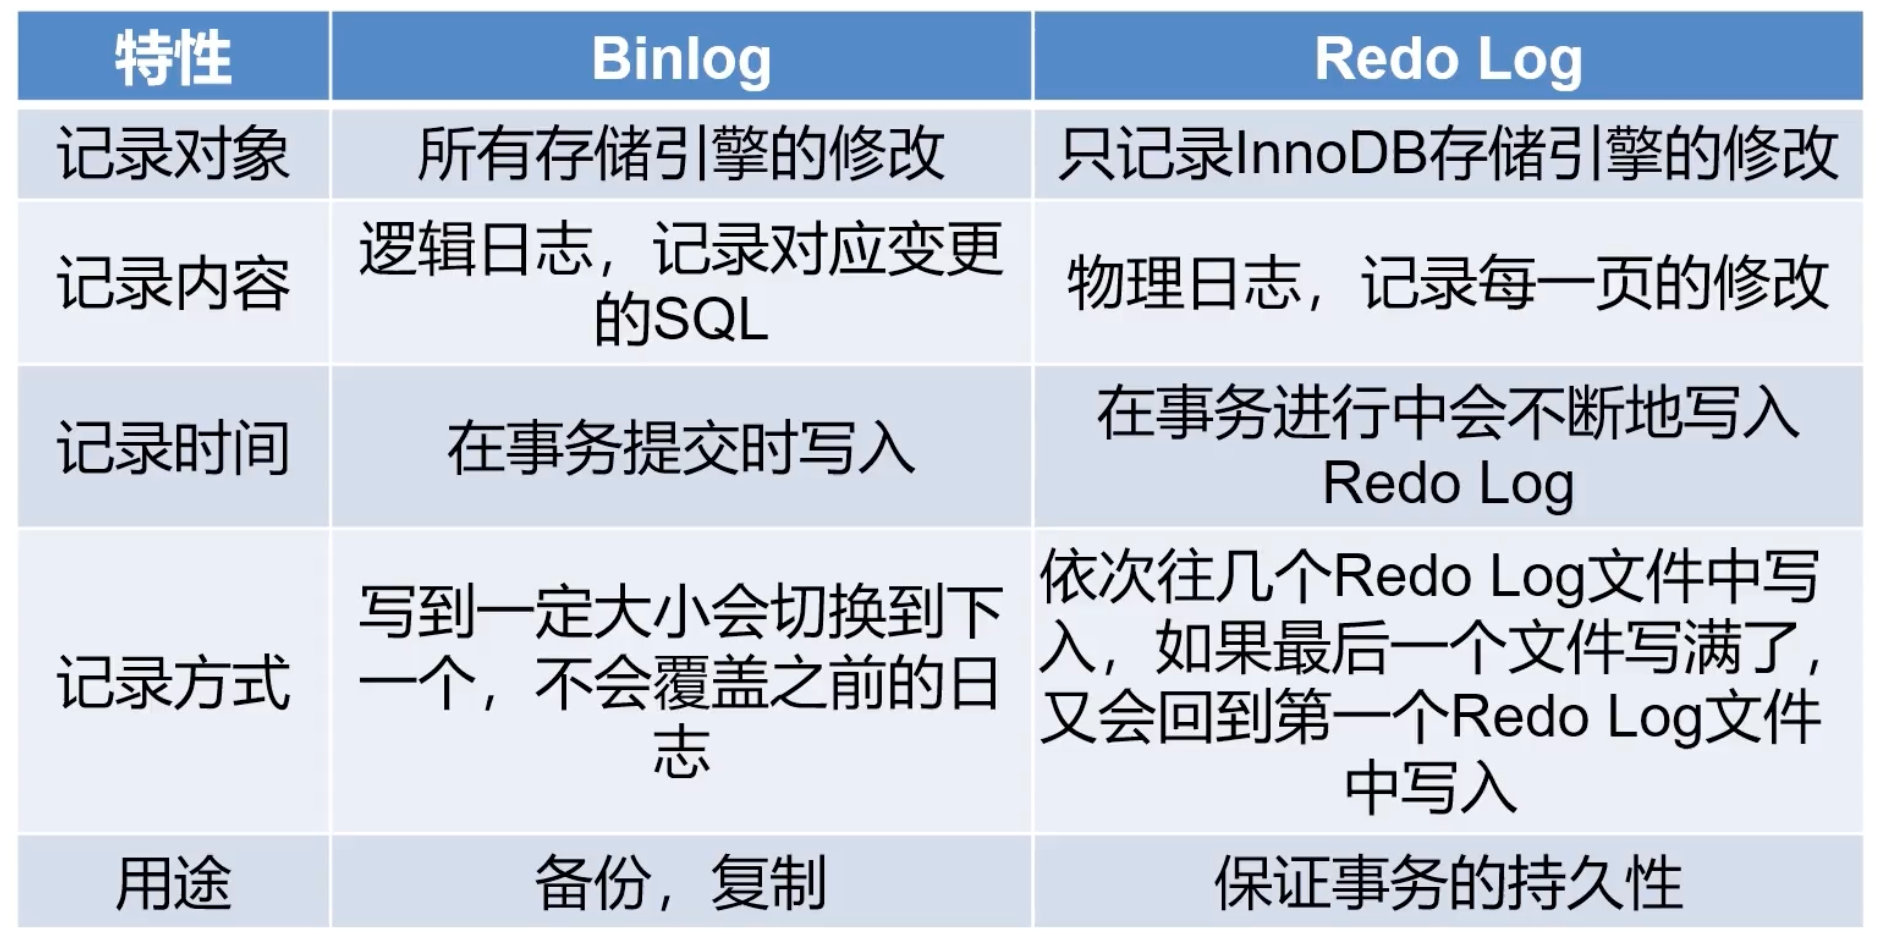 特性
Binlog
Redo Log
记录对象
所有存储引擎的修改
只记录InnoDB存储引擎的修改
记录内容
逻辑日志，记录对应变更
的SQL
物理日志，记录每一页的修改
记录时间
在事务提交时写入
在事务进行中会不断地写入
Redo Log
记录方式
写到一定大小会切换到下
一个，不会覆盖之前的日
志
依次往几个Redo Log文件中写
入，如果最后一个文件写满了，
又会回到第一个Redo Log文件
中写入
用途
备份，复制
保证事务的持久性